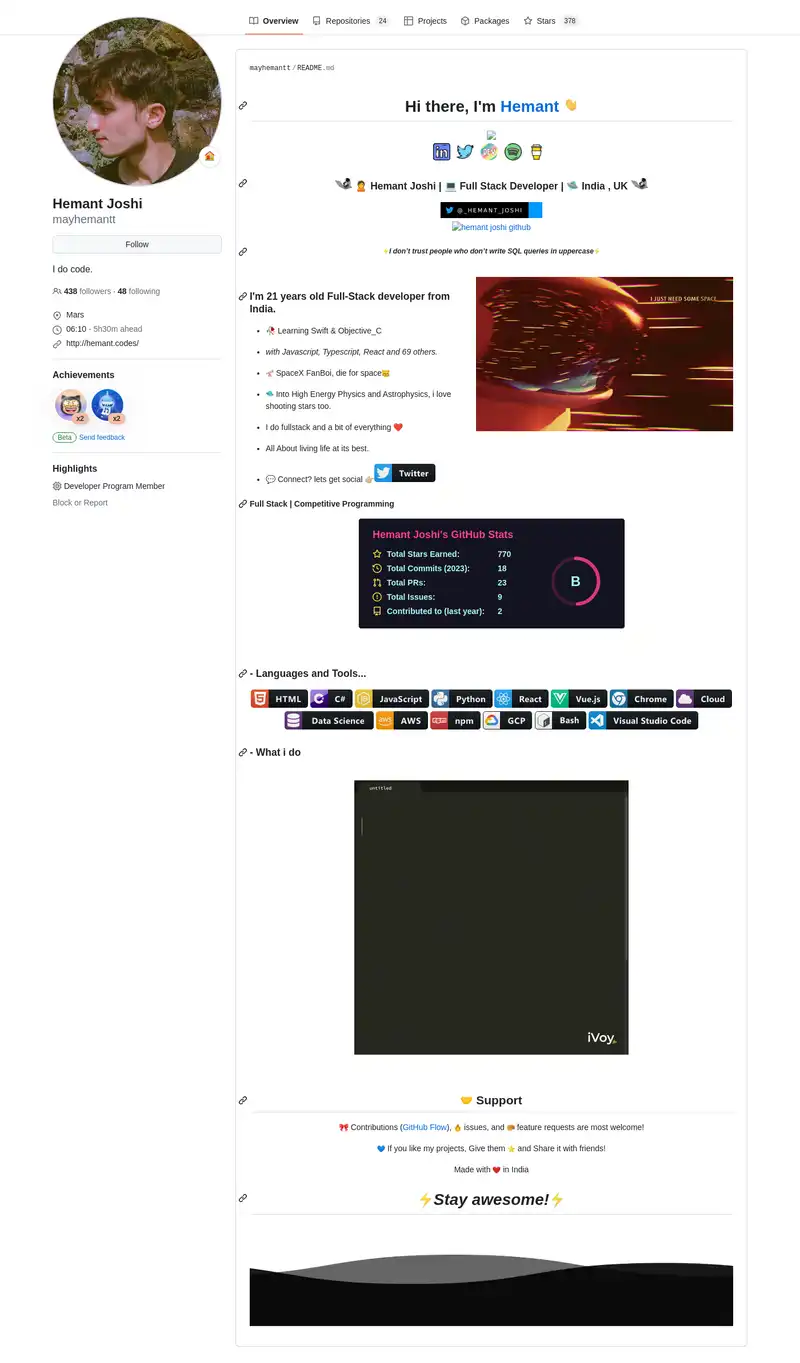 Overview
Repositories 24
Projects
Packages
Stars 378
Hemant Joshi
mayhemantt
Follow
I do code.
438 followers · 48 following
Mars
06:10 - 5h30m ahead
http://hemant.codes/
Achievements
x2
x2
Beta Send feedback
Highlights
Developer Program Member
Block or Report
mayhemantt / README.md
Hi there, I'm Hemant 👋
Hemant Joshi | 💻 Full Stack Developer | 🛸 India , UK
@_HEMANT_JOSHI
hemant joshi github
⚡I don't trust people who don't write SQL queries in uppercase⚡
I'm 21 years old Full-Stack developer from
India.
Learning Swift & Objective_C
with Javascript, Typescript, React and 69 others.
SpaceX FanBoi, die for space
Into High Energy Physics and Astrophysics, i love
shooting stars too.
I do fullstack and a bit of everything ❤️
All About living life at its best.
💬 Connect? lets get social 👉🏼 Twitter
I JUST NEED SOME SPACE
Full Stack | Competitive Programming
Hemant Joshi's GitHub Stats
Total Stars Earned: 770
Total Commits (2023): 18
Total PRs: 23
Total Issues: 9
Contributed to (last year): 2
B
- Languages and Tools...
HTML C# JavaScript Python React Vue.js Chrome Cloud
Data Science AWS npm GCP Bash Visual Studio Code
- What i do
untitled
iVoy
🤝 Support
🎀 Contributions (GitHub Flow), 🔥 issues, and 🥮 feature requests are most welcome!
💙 If you like my projects, Give them ⭐ and Share it with friends!
Made with ❤️ in India
⚡Stay awesome!⚡